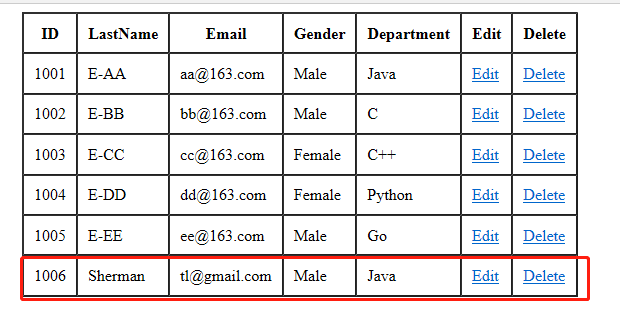 ID LastName Email Gender Department Edit Delete
1001 E-AA aa@163.com Male Java Edit Delete
1002 E-BB bb@163.com Male C Edit Delete
1003 E-CC cc@163.com Female C++ Edit Delete
1004 E-DD dd@163.com Female Python Edit Delete
1005 E-EE ee@163.com Male Go Edit Delete
1006 Sherman tl@gmail.com Male Java Edit Delete